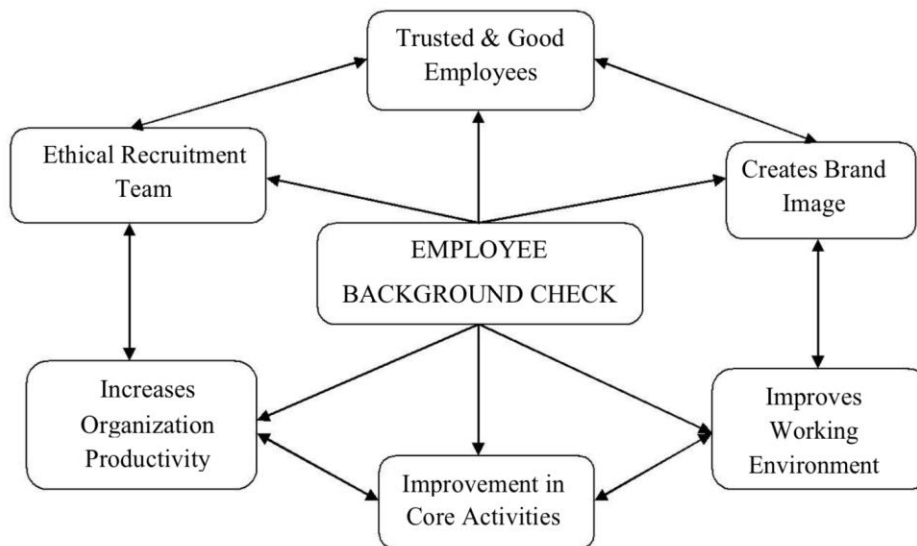 Trusted & Good
Employees
Ethical Recruitment
Team
Creates Brand
Image
EMPLOYEE
BACKGROUND CHECK
Increases
Organization
Productivity
Improves
Working
Environment
Improvement in
Core Activities